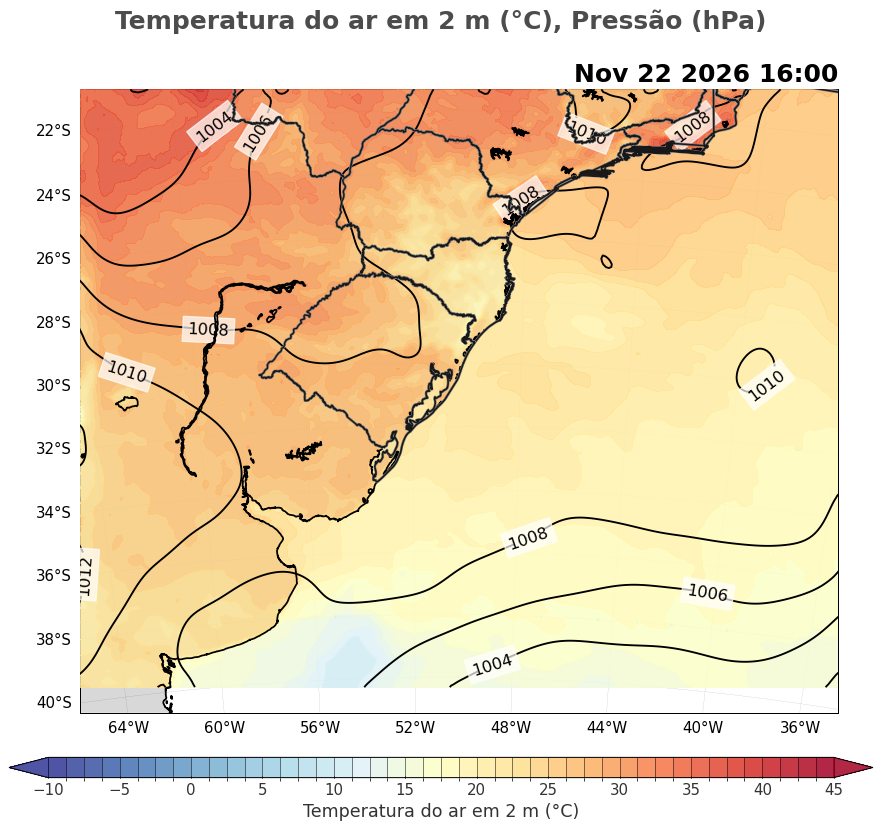 Temperatura do ar em 2 m (°C), Pressão (hPa)
Nov 22 2026 16:00
1004
1006
1010
1008
22°S
24°S
1008
26°S
28°S
1008
1010
1010
30°S
32°S
34°S
1008
1012
36°S
1006
38°S
1004
40°S
64°W 60°W 56°W 52°W 48°W 44°W 40°W 36°W
−10 −5 0 5 10 15 20 25 30 35 40 45
Temperatura do ar em 2 m (°C)